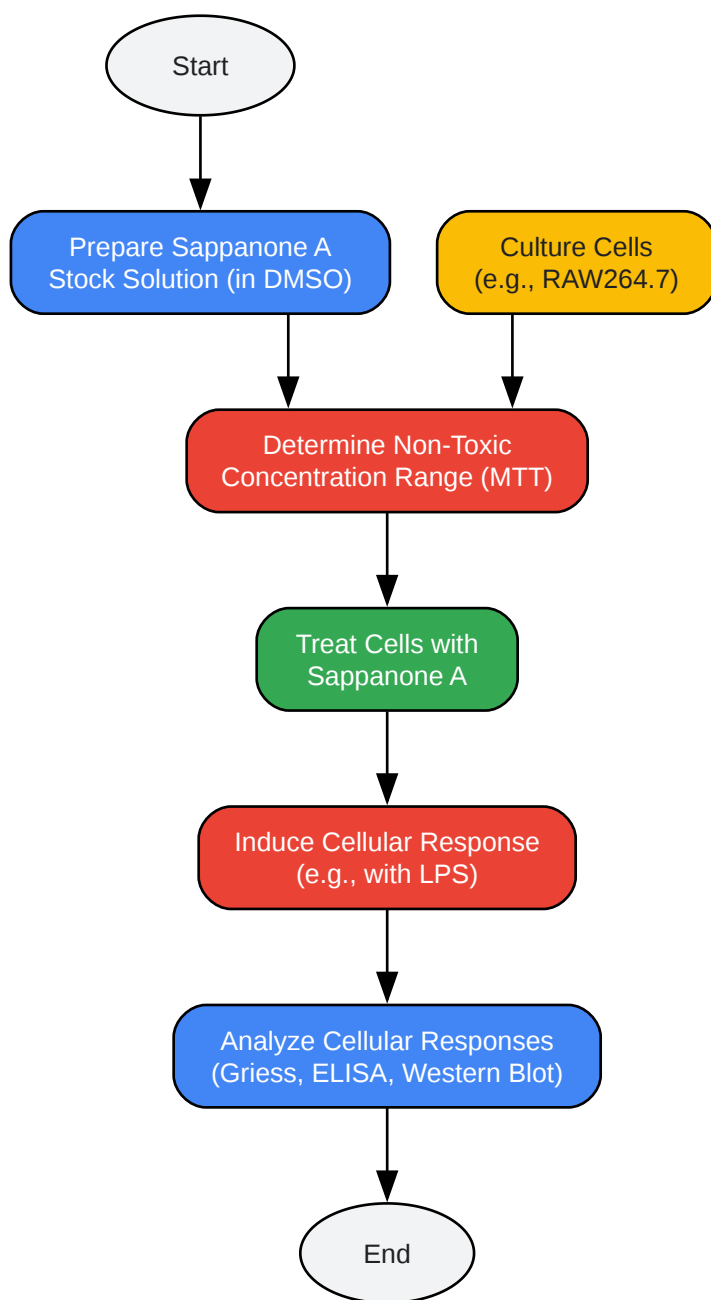 Start
Prepare Sappanone A
Stock Solution (in DMSO)
Culture Cells
(e.g., RAW264.7)
Determine Non-Toxic
Concentration Range (MTT)
Treat Cells with
Sappanone A
Induce Cellular Response
(e.g., with LPS)
Analyze Cellular Responses
(Griess, ELISA, Western Blot)
End